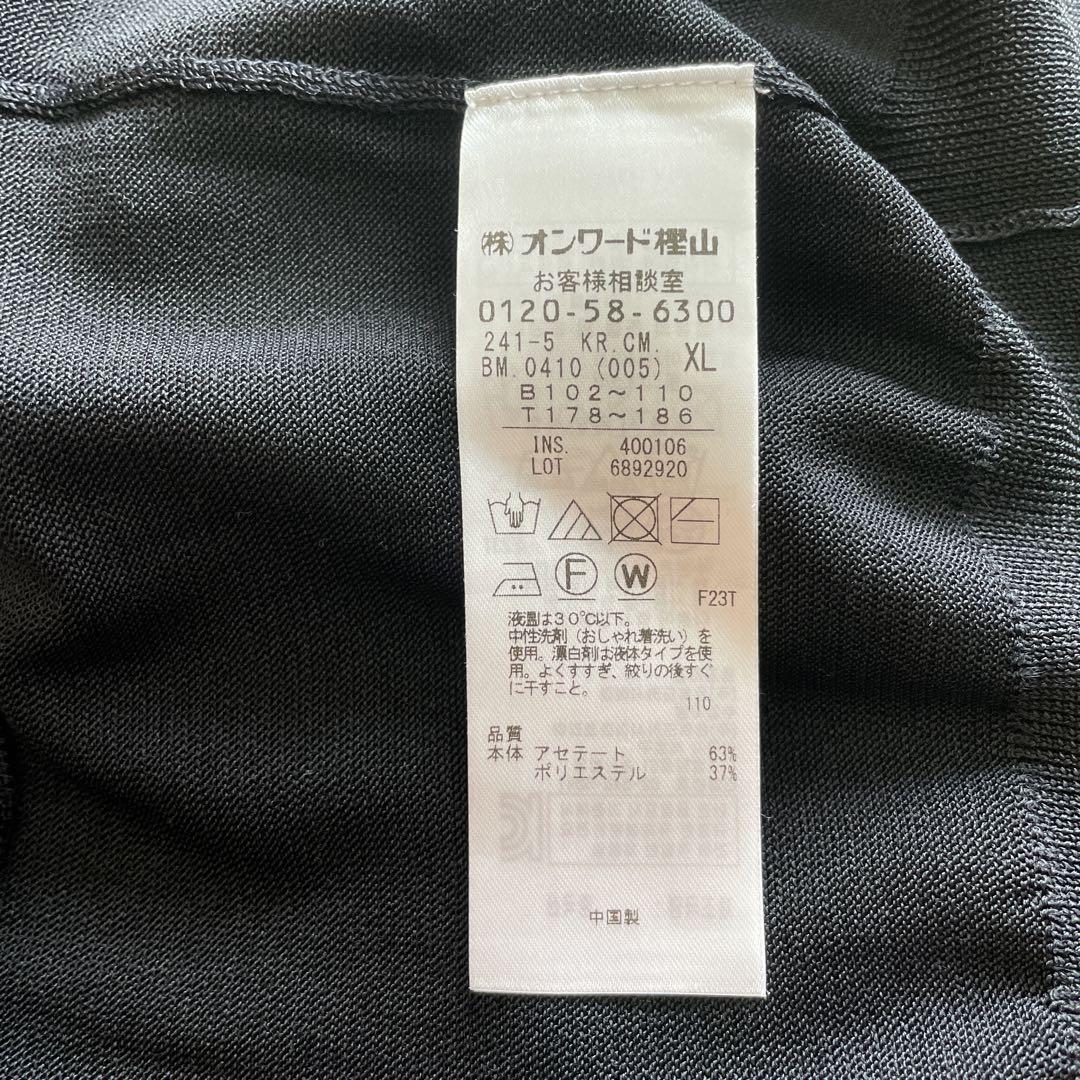 ㈱オンワード樫山
お客様相談室
0120-58-6300
241-5 KR.CM.
BM.0410 (005) XL
B102～110
T178～186
INS. 400106
LOT 6892920
F W
F23T
液温は30℃以下。
中性洗剤（おしゃれ着洗い）を
使用。漂白剤は液体タイプを使
用。よくすすぎ、絞りの後すぐ
に干すこと。
110
品質
本体 アセテート 63%
ポリエステル 37%
中国製